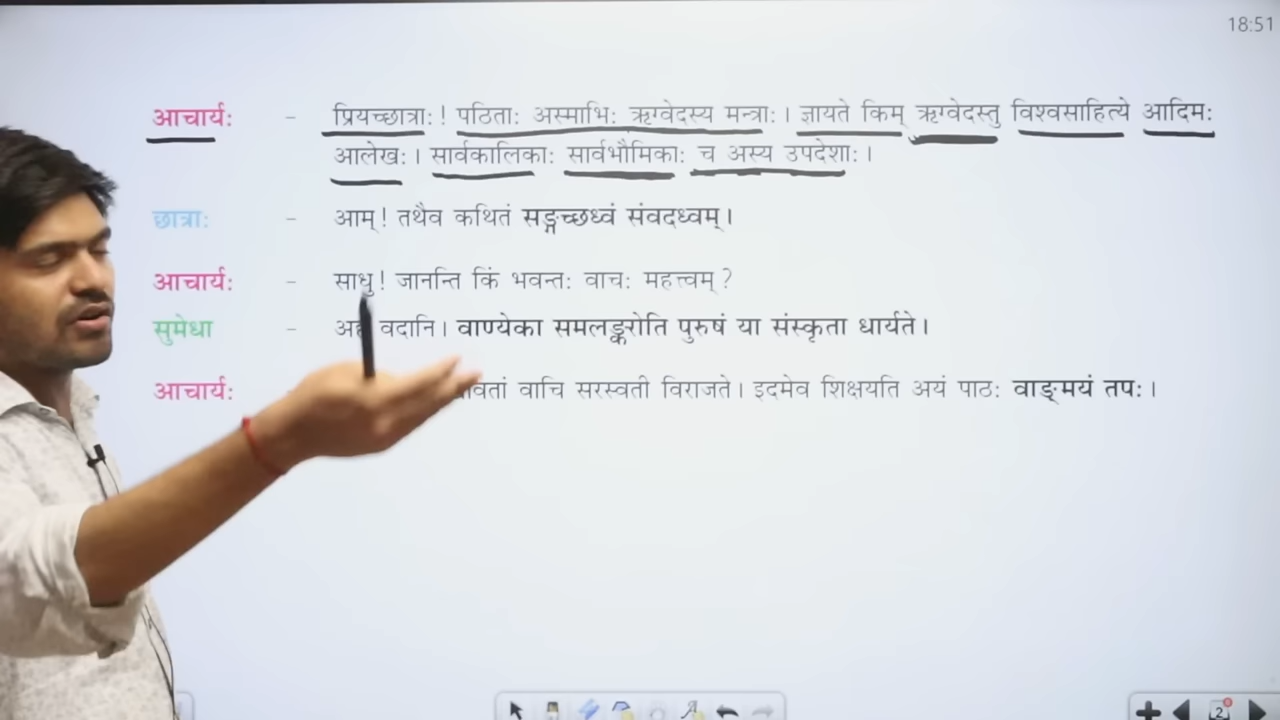 18:51
आचार्य: - प्रियच्छात्रा: ! पठिता: अस्माभि: ऋग्वेदस्य मन्त्रा: । ज्ञायते किम् ऋग्वेदस्तु विश्वसाहित्ये आदिम:
आलेख: । सार्वकालिका: सार्वभौमिका: च अस्य उपदेशा: ।
छात्रा: - आम् ! तथैव कथितं सङ्गच्छध्वं संवदध्वम् ।
आचार्य: - साधु ! जानन्ति किं भवन्त: वाच: महत्त्वम् ?
सुमेधा - वदानि । वाण्येका समलङ्करोति पुरुषं या संस्कृता धार्यते ।
आचार्य: वाचि सरस्वती विराजते । इदमेव शिक्षयति अयं पाठ: वाङ्मयं तप: ।
2